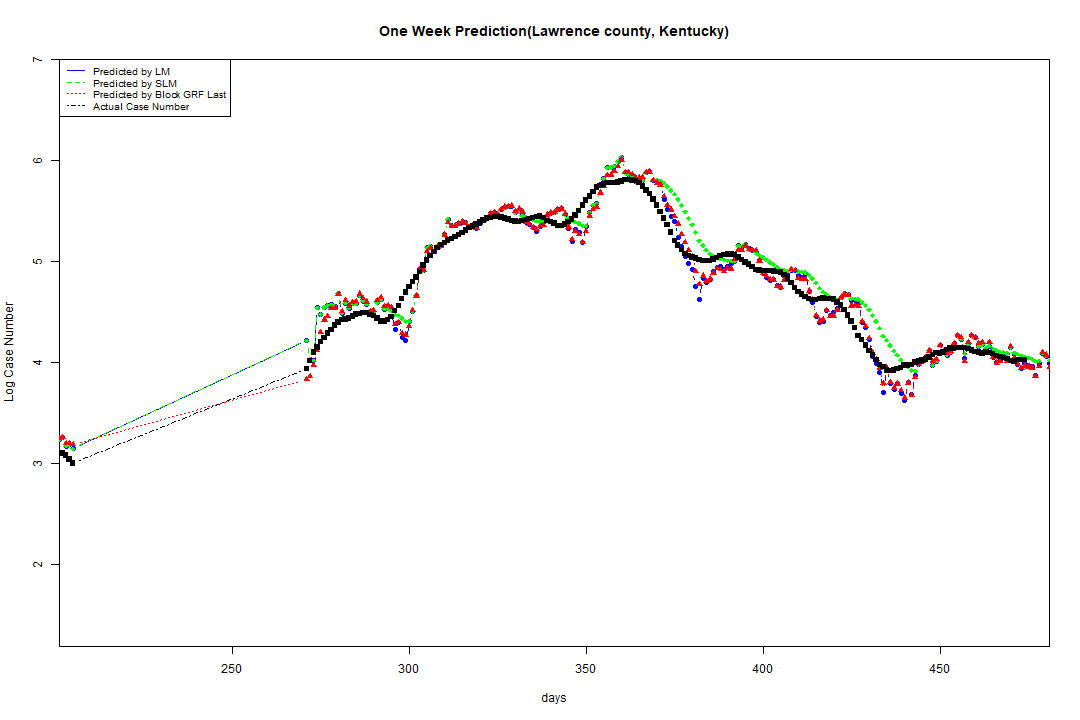 One Week Prediction(Lawrence county, Kentucky)
Predicted by LM
Predicted by SLM
Predicted by Block GRF Last
Actual Case Number
7
6
5
4
3
2
Log Case Number
250 300 350 400 450
days